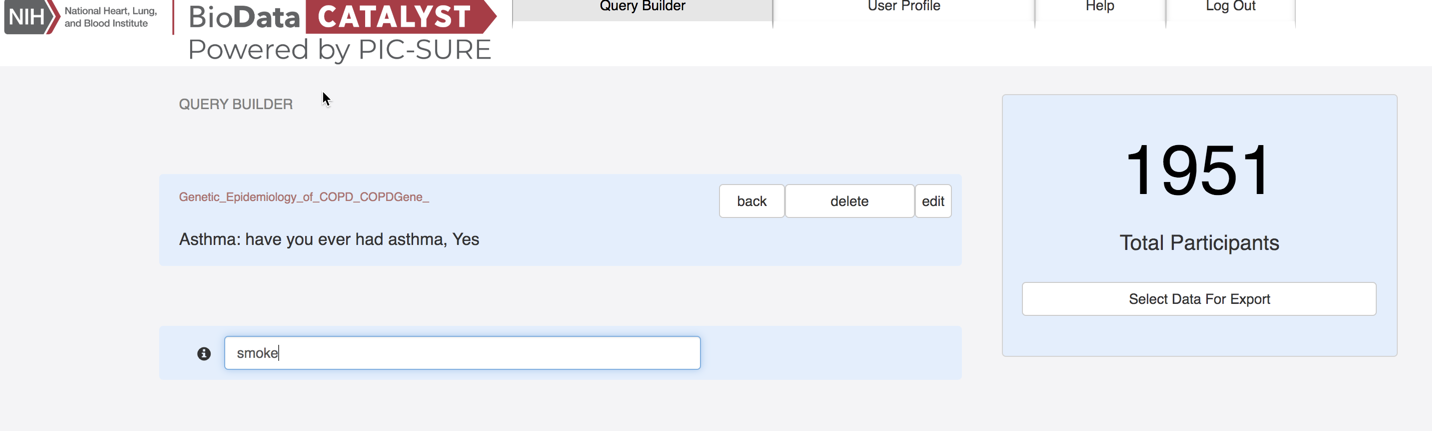 NIH
National Heart, Lung,
and Blood Institute
BioData CATALYST
Powered by PIC-SURE
Query Builder
User Profile
Help
Log Out
QUERY BUILDER
Genetic_Epidemiology_of_COPD_COPDGene_
back
delete
edit
Asthma: have you ever had asthma, Yes
smoke
1951
Total Participants
Select Data For Export